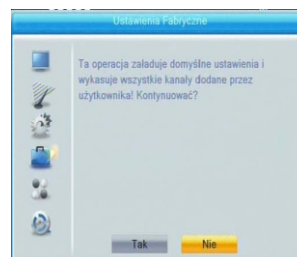 Ustawienia Fabryczne
Ta operacja załaduje domyślne ustawienia i
wykasuje wszystkie kanały dodane przez
użytkownika! Kontynuować?
Tak
Nie